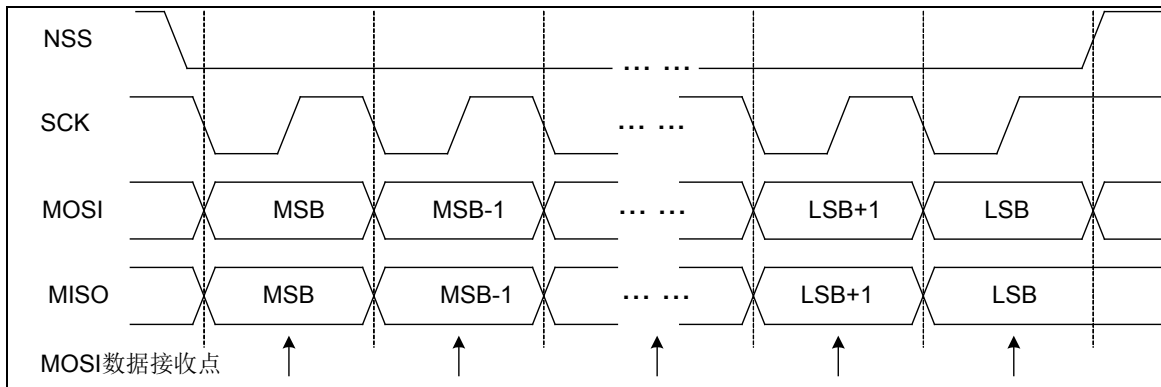 NSS
... ...
SCK
... ...
MOSI MSB MSB-1 ... ... LSB+1 LSB
MISO MSB MSB-1 ... ... LSB+1 LSB
MOSI数据接收点